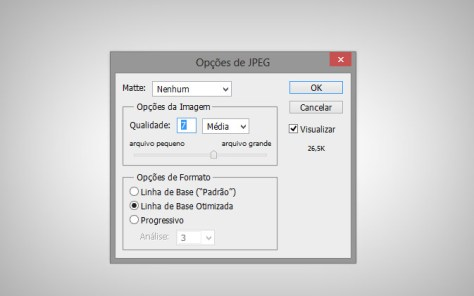 Opções de JPEG
Matte: Nenhum
OK
Opções da Imagem
Cancelar
Qualidade: 7 Média
Visualizar
arquivo pequeno arquivo grande
26,5K
Opções de Formato
Linha de Base ("Padrão")
Linha de Base Otimizada
Progressivo
Análise: 3